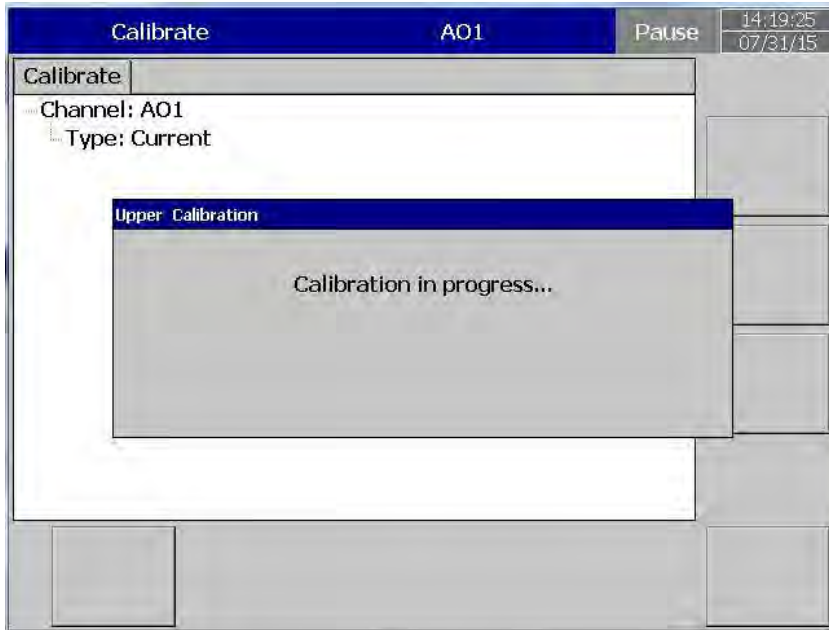 Calibrate AO1 Pause 14:19:25
07/31/15
Calibrate
Channel: AO1
Type: Current
Upper Calibration
Calibration in progress...